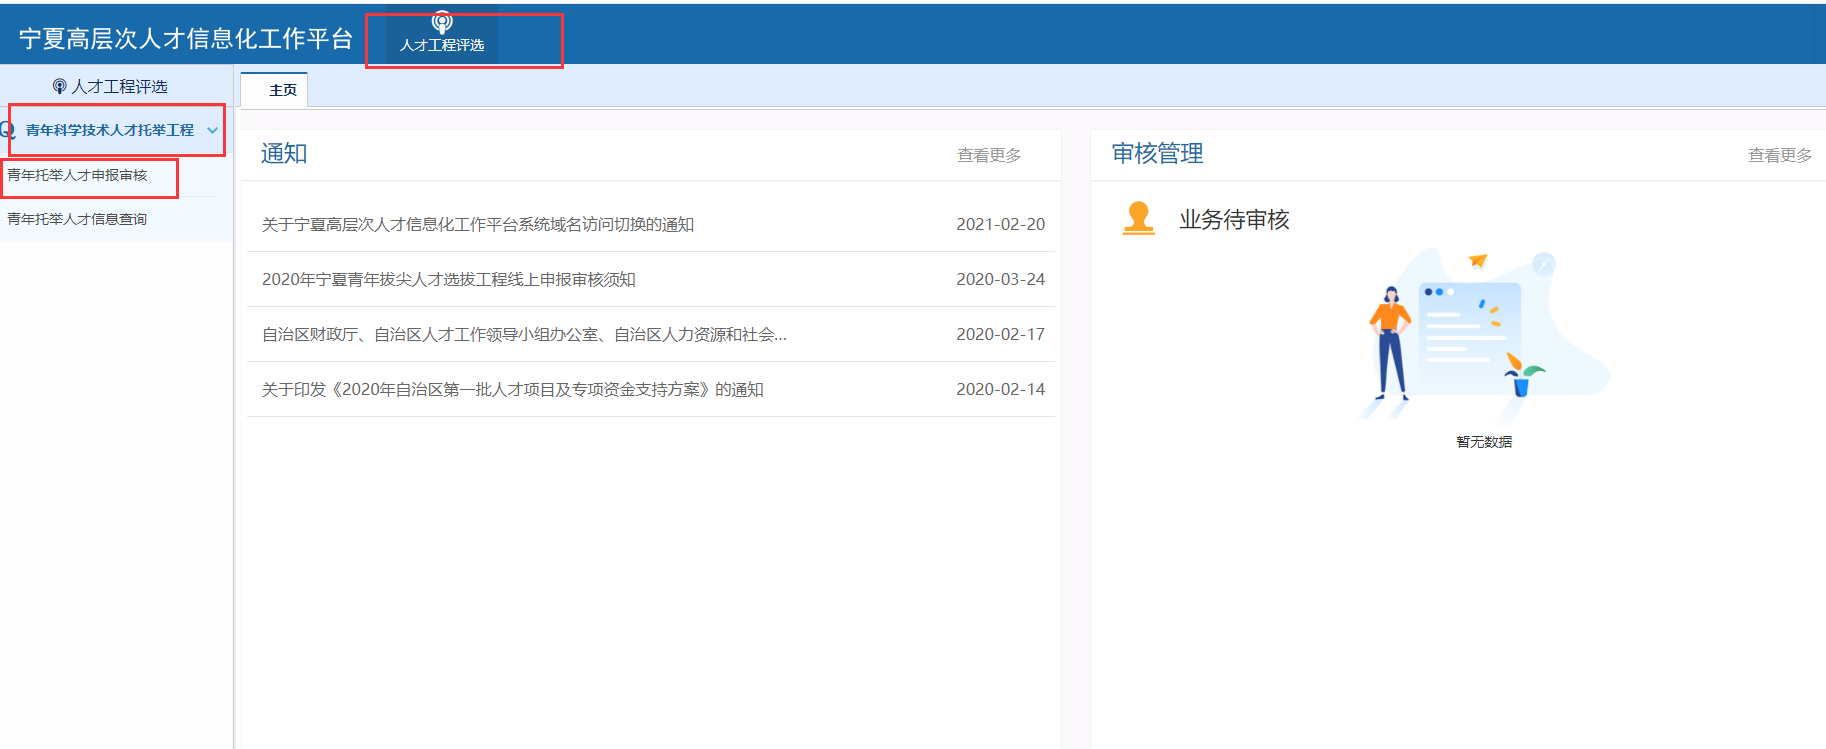 宁夏高层次人才信息化工作平台
人才工程评选
人才工程评选
主页
青年科学技术人才托举工程
青年托举人才申报审核
青年托举人才信息查询
通知
查看更多
关于宁夏高层次人才信息化工作平台系统域名访问切换的通知
2021-02-20
2020年宁夏青年拔尖人才选拔工程线上申报审核须知
2020-03-24
自治区财政厅、自治区人才工作领导小组办公室、自治区人力资源和社会...
2020-02-17
关于印发《2020年自治区第一批人才项目及专项资金支持方案》的通知
2020-02-14
审核管理
查看更多
业务待审核
暂无数据